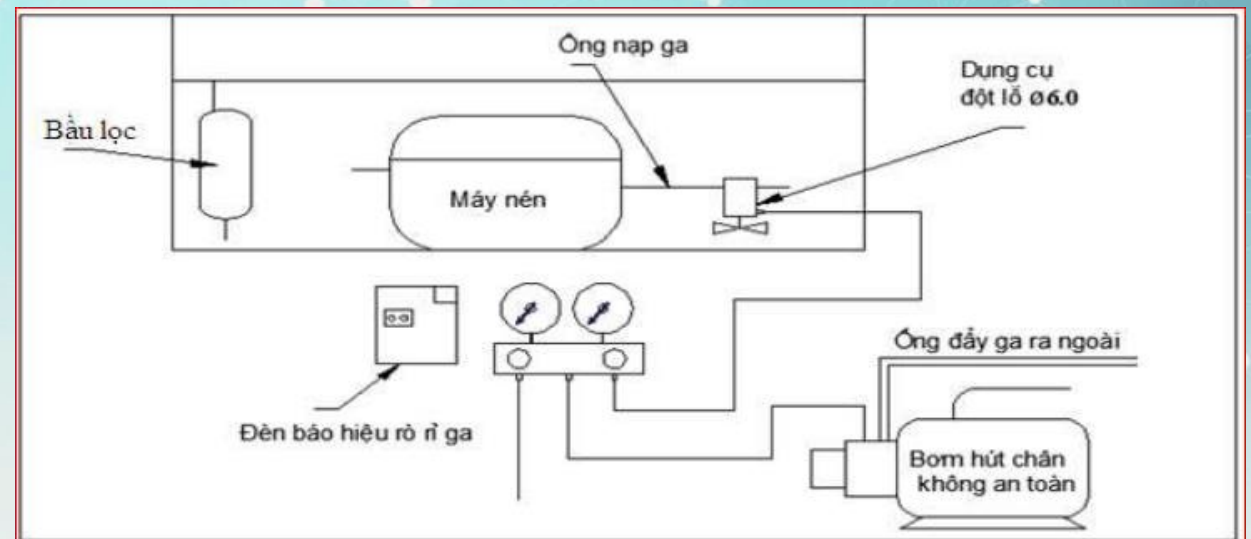 Ông nạp ga
Dụng cụ
đột lỗ ø6.0
Bầu lọc
Máy nén
Ống đẩy ga ra ngoài
Đèn báo hiệu rò rỉ ga
Bơm hút chân
không an toàn